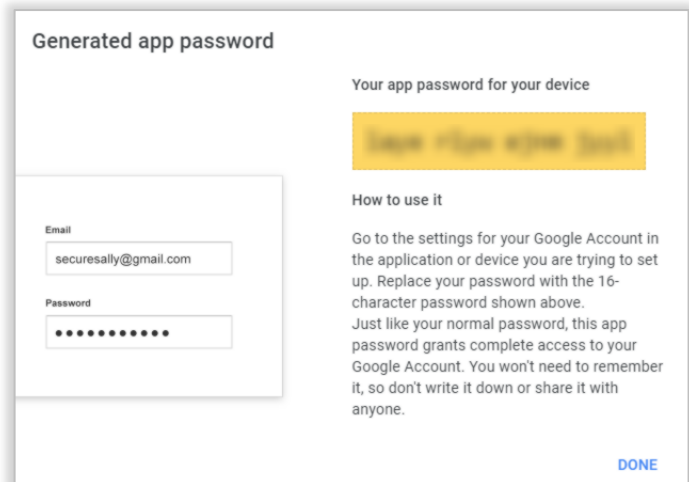 Generated app password
Your app password for your device
How to use it
Go to the settings for your Google Account in
the application or device you are trying to set
up. Replace your password with the 16-
character password shown above.
Just like your normal password, this app
password grants complete access to your
Google Account. You won't need to remember
it, so don't write it down or share it with
anyone.
DONE
Email
securesally@gmail.com
Password
●●●●●●●●●●●